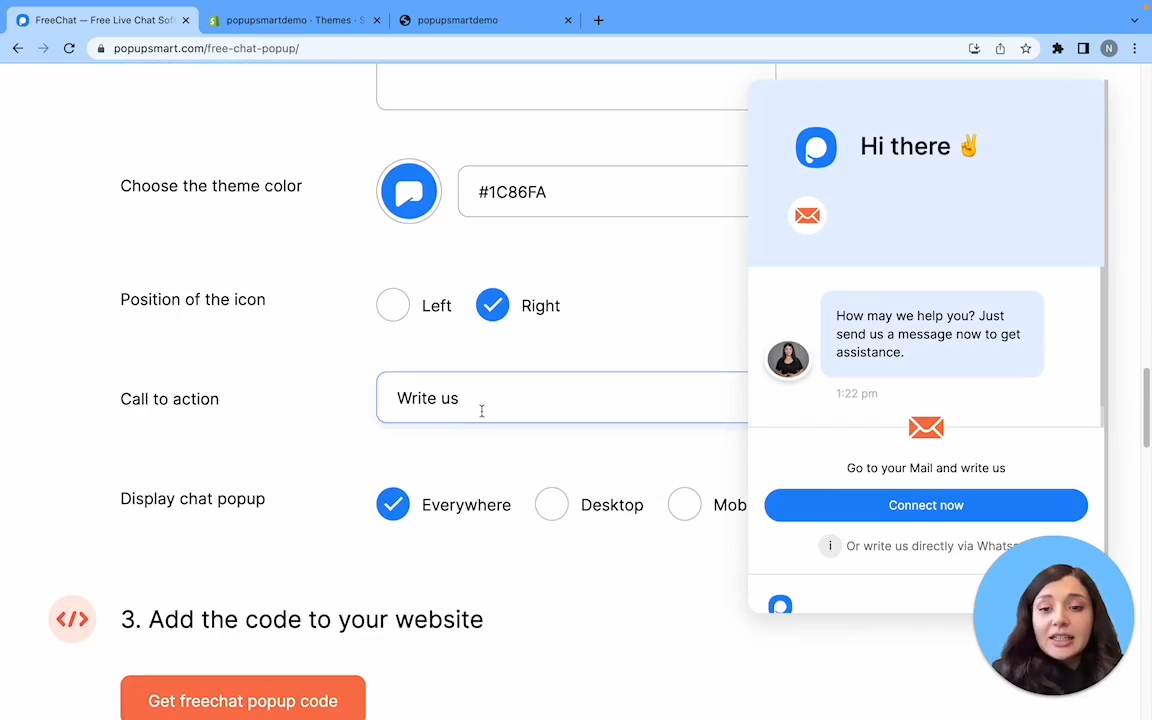 FreeChat — Free Live Chat Sof
popupsmartdemo · Themes · S
popupsmartdemo
popupsmart.com/free-chat-popup/
N
Choose the theme color
#1C86FA
Position of the icon
Left
Right
Call to action
Write us
Display chat popup
Everywhere
Desktop
Mob
</> 3. Add the code to your website
Get freechat popup code
Hi there ✌
How may we help you? Just
send us a message now to get
assistance.
1:22 pm
Go to your Mail and write us
Connect now
i Or write us directly via Whats